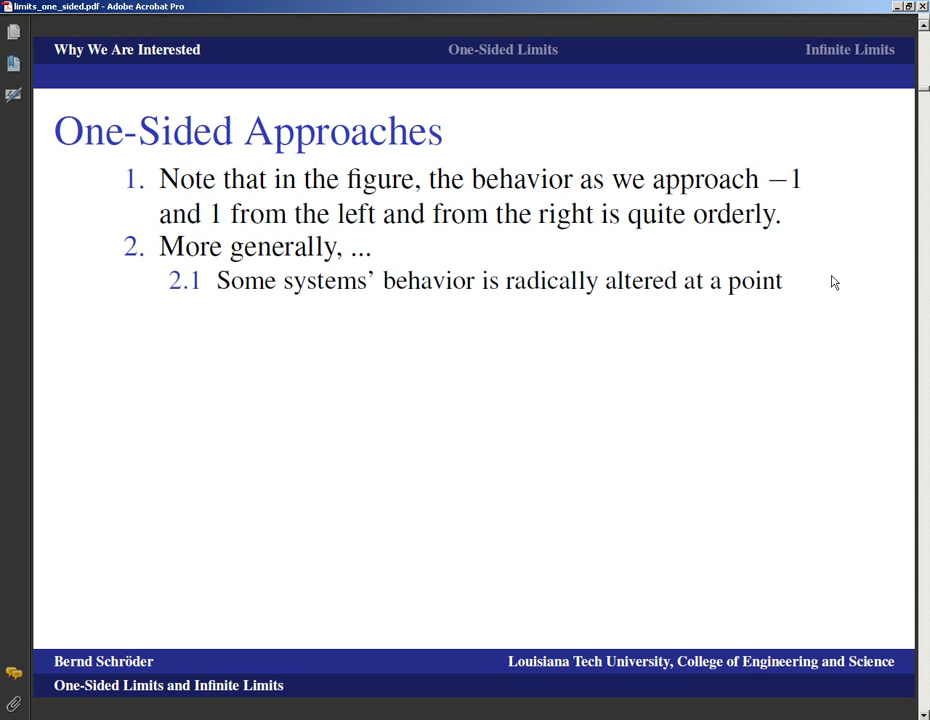 limits_one_sided.pdf - Adobe Acrobat Pro
Why We Are Interested One-Sided Limits Infinite Limits
One-Sided Approaches
1. Note that in the figure, the behavior as we approach −1
and 1 from the left and from the right is quite orderly.
2. More generally, ...
2.1 Some systems’ behavior is radically altered at a point
Bernd Schröder Louisiana Tech University, College of Engineering and Science
One-Sided Limits and Infinite Limits